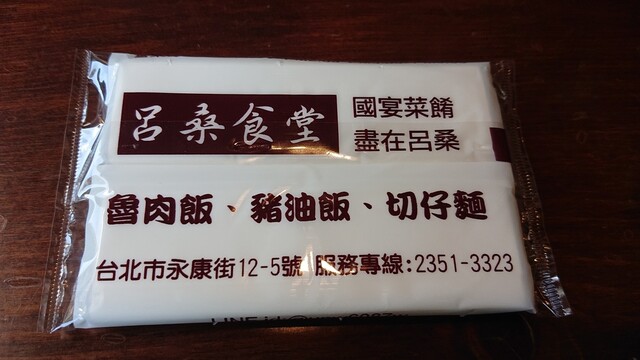 呂桑食堂
國宴菜餚
盡在呂桑
魯肉飯、豬油飯、切仔麵
台北市永康街12-5號 服務專線:2351-3323